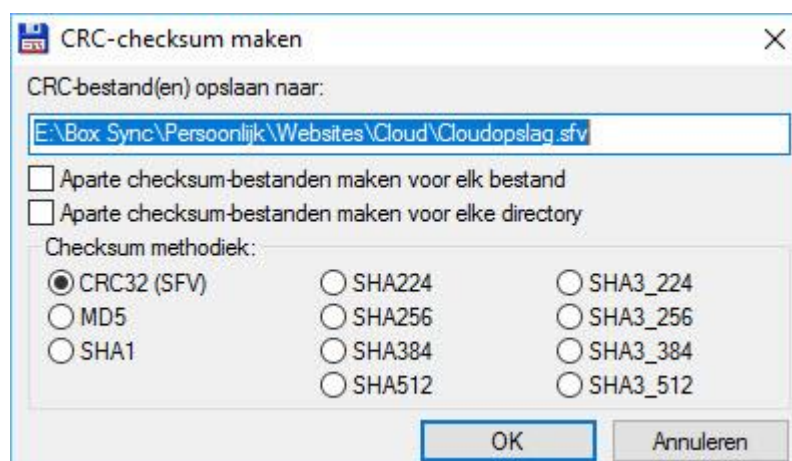 CRC-checksum maken
CRC-bestand(en) opslaan naar:
E:\Box Sync\Persoonlijk\Websites\Cloud\Cloudopslag.sfv
Aparte checksum-bestanden maken voor elk bestand
Aparte checksum-bestanden maken voor elke directory
Checksum methodiek:
CRC32 (SFV) SHA224 SHA3_224
MD5 SHA256 SHA3_256
SHA1 SHA384 SHA3_384
SHA512 SHA3_512
OK Annuleren